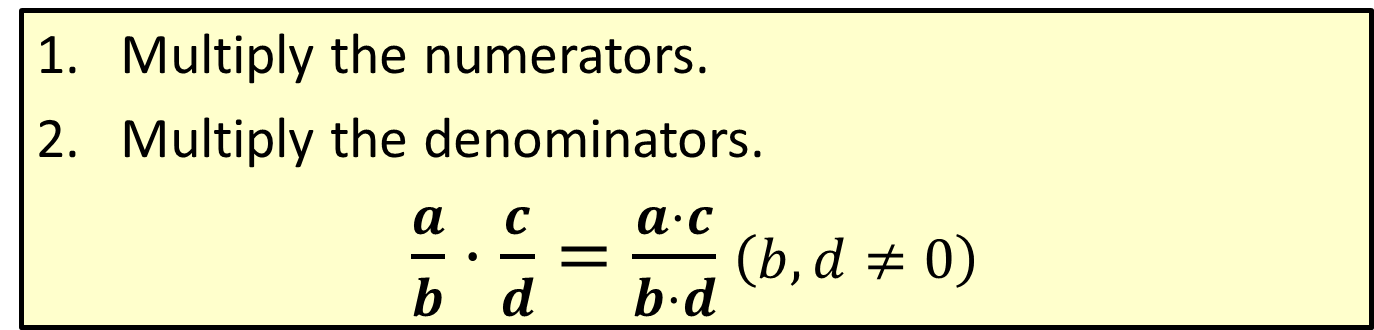 1. Multiply the numerators.
2. Multiply the denominators.
a/b · c/d = a·c/b·d (b, d ≠ 0)